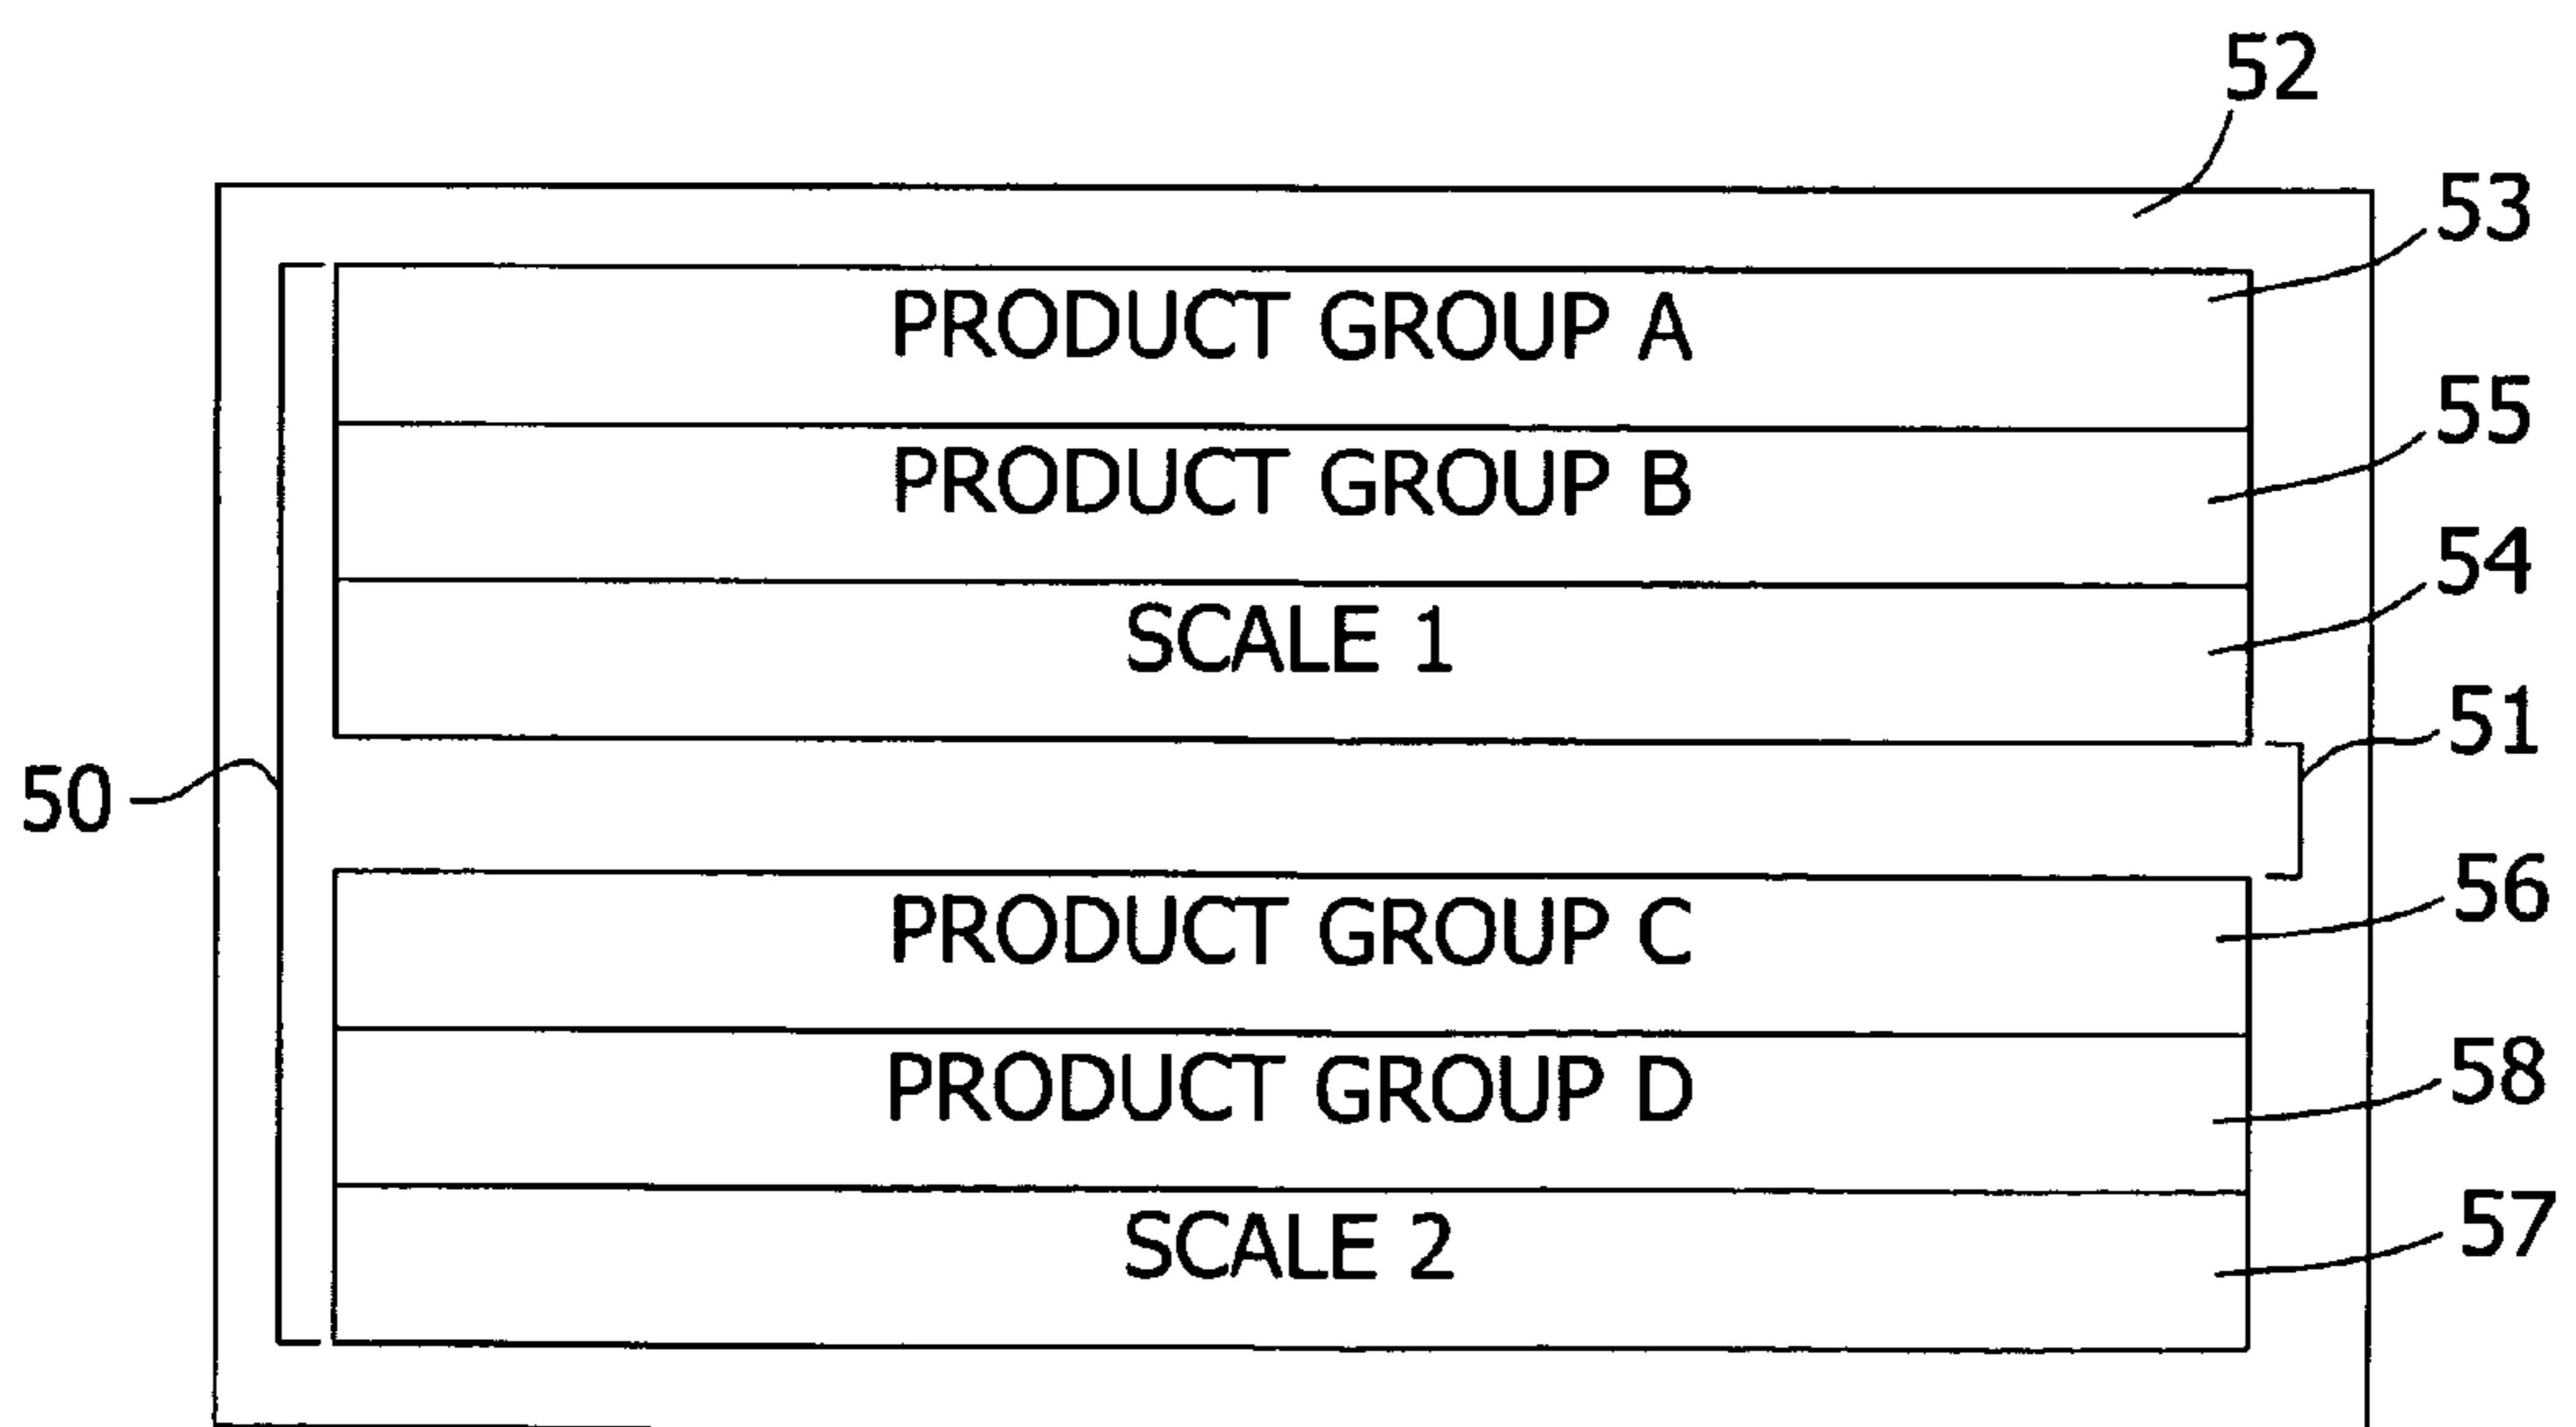 52
53
PRODUCT GROUP A
55
PRODUCT GROUP B
54
SCALE 1
51
50
56
PRODUCT GROUP C
58
PRODUCT GROUP D
57
SCALE 2